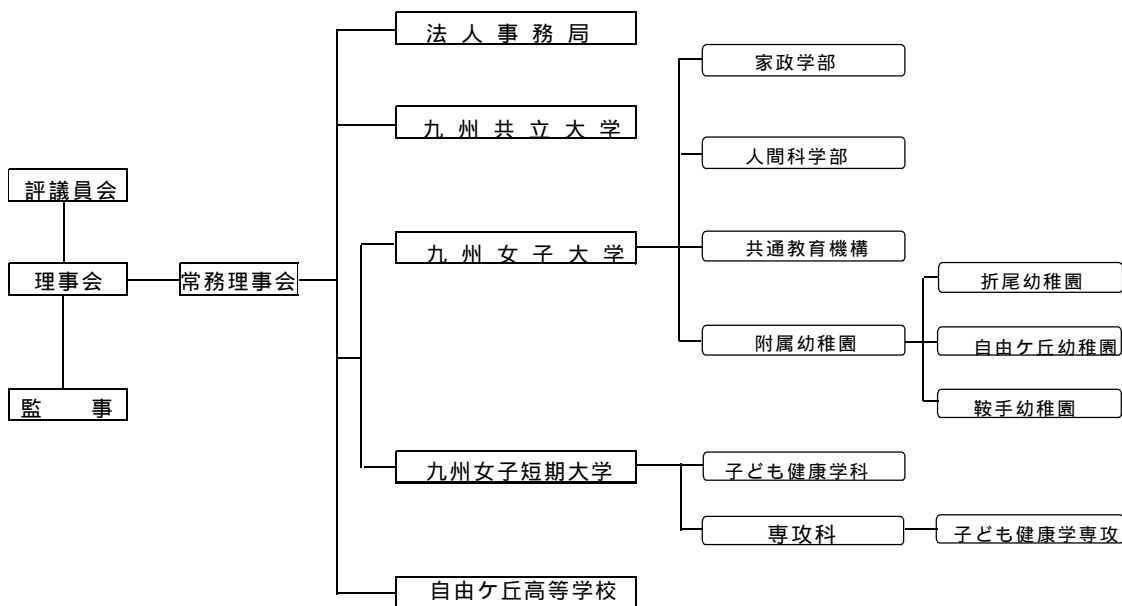 法人事務局
家政学部
九州共立大学
人間科学部
評議員会
九州女子大学
共通教育機構
理事会
常務理事会
折尾幼稚園
附属幼稚園
自由ケ丘幼稚園
監 事
鞍手幼稚園
九州女子短期大学
子ども健康学科
専攻科
子ども健康学専攻
自由ケ丘高等学校